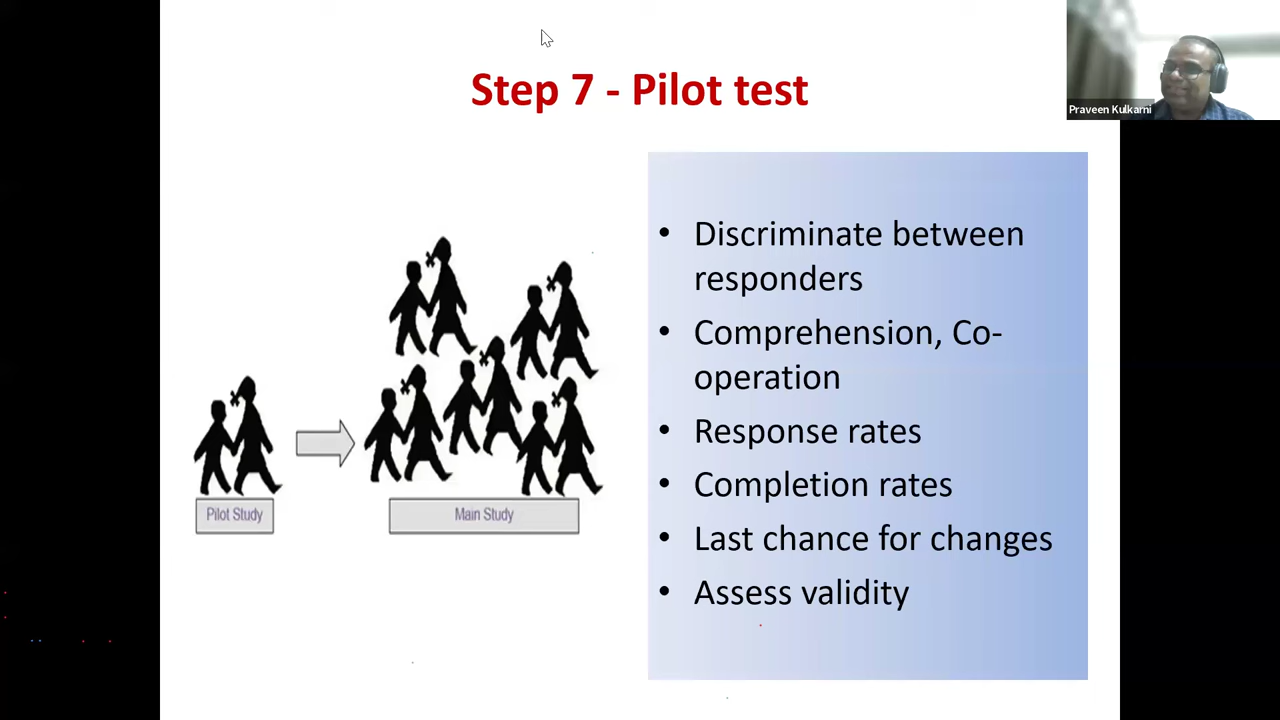 Step 7 - Pilot test
Praveen Kulkarni
• Discriminate between
responders
• Comprehension, Co-
operation
• Response rates
• Completion rates
• Last chance for changes
• Assess validity
Pilot Study
Main Study